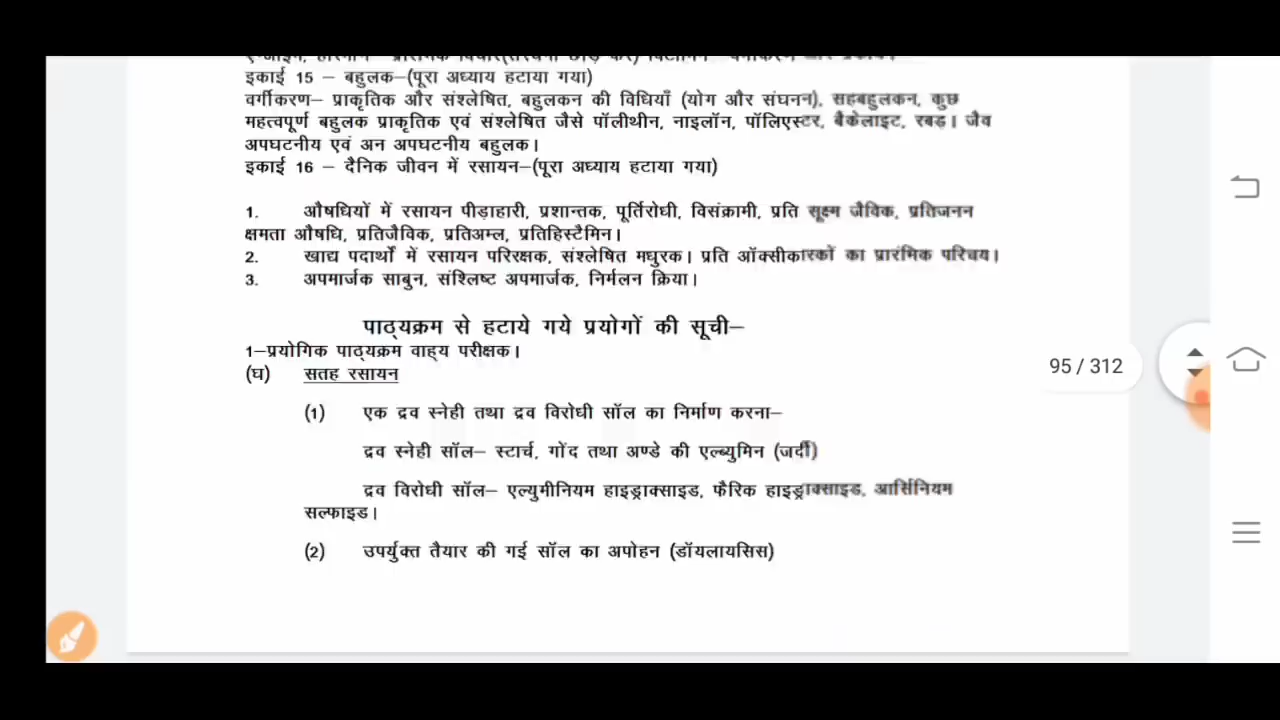 इकाई 15 – बहुलक–(पूरा अध्याय हटाया गया)
वर्गीकरण– प्राकृतिक और संश्लेषित, बहुलकन की विधियाँ (योग और संघनन), सहबहुलकन, कुछ
महत्वपूर्ण बहुलक प्राकृतिक एवं संश्लेषित जैसे पॉलीथीन, नाइलॉन, पॉलिएस्टर, बैकेलाइट, रबड़। जैव
अपघटनीय एवं अन अपघटनीय बहुलक।
इकाई 16 – दैनिक जीवन में रसायन–(पूरा अध्याय हटाया गया)
1. औषधियों में रसायन पीड़ाहारी, प्रशान्तक, पूर्तिरोधी, विसंक्रामी, प्रति सूक्ष्म जैविक, प्रतिजनन
क्षमता औषधि, प्रतिजैविक, प्रतिअम्ल, प्रतिहिस्टैमिन।
2. खाद्य पदार्थों में रसायन परिरक्षक, संश्लेषित मधुरक। प्रति ऑक्सीकारकों का प्रारंमिक परिचय।
3. अपमार्जक साबुन, संश्लिष्ट अपमार्जक, निर्मलन क्रिया।
पाठ्यक्रम से हटाये गये प्रयोगों की सूची–
1–प्रयोगिक पाठ्यक्रम वाह्य परीक्षक।
95 / 312
(घ) सतह रसायन
(1) एक द्रव स्नेही तथा द्रव विरोधी सॉल का निर्माण करना–
द्रव स्नेही सॉल– स्टार्च, गोंद तथा अण्डे की एल्ब्युमिन (जर्दी)
द्रव विरोधी सॉल– एल्युमीनियम हाइड्राक्साइड, फैरिक हाइड्राक्साइड, आर्सिनियम
सल्फाइड।
(2) उपर्युक्त तैयार की गई सॉल का अपोहन (डॉयलायसिस)